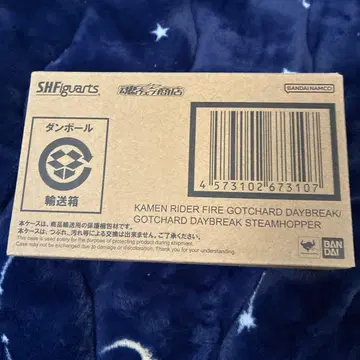 S.H.Figuarts
魂ウェブ商店
BANDAI NAMCO
ダンボール
輸送箱
4 573102 673107
KAMEN RIDER FIRE GOTCHARD DAYBREAK/
GOTCHARD DAYBREAK STEAMHOPPER
本ケースは、商品輸送用の保護梱包材です。
本ケースは、つぶれ、汚れ等による交換は出来ません。ご了承ください。
This case is used solely for the purpose of protecting product during shipment.
Case may not be exchanged due to damage or discoloration. Thank you for your understanding.
BAN
DAI